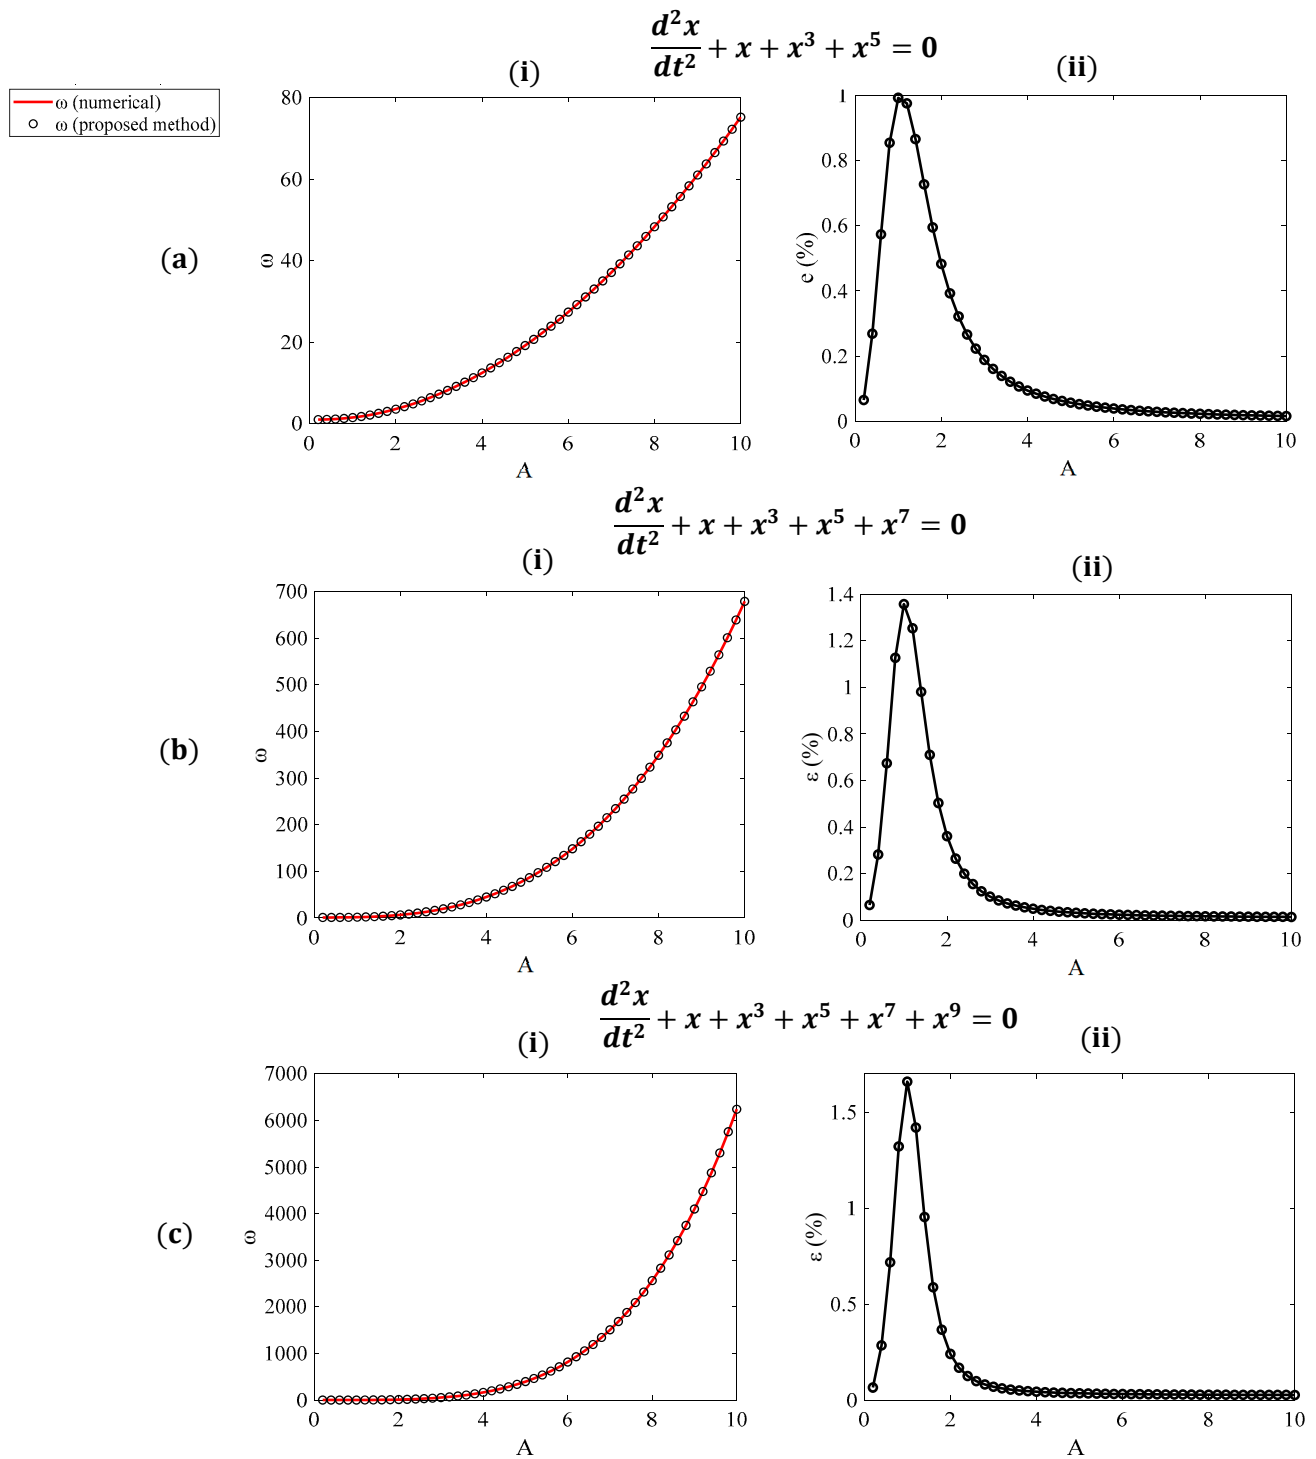 d²x/dt² + x + x³ + x⁵ = 0
(i)
(ii)
ω (numerical)
ω (proposed method)
(a)
80
60
40
20
0
ω
0 2 4 6 8 10
A
1
0.8
0.6
0.4
0.2
0
e (%)
0 2 4 6 8 10
A
d²x/dt² + x + x³ + x⁵ + x⁷ = 0
(i)
(ii)
(b)
700
600
500
400
300
200
100
0
ω
0 2 4 6 8 10
A
1.4
1.2
1
0.8
0.6
0.4
0.2
0
ε (%)
0 2 4 6 8 10
A
d²x/dt² + x + x³ + x⁵ + x⁷ + x⁹ = 0
(i)
(ii)
(c)
7000
6000
5000
4000
3000
2000
1000
0
ω
0 2 4 6 8 10
A
1.5
1
0.5
0
ε (%)
0 2 4 6 8 10
A